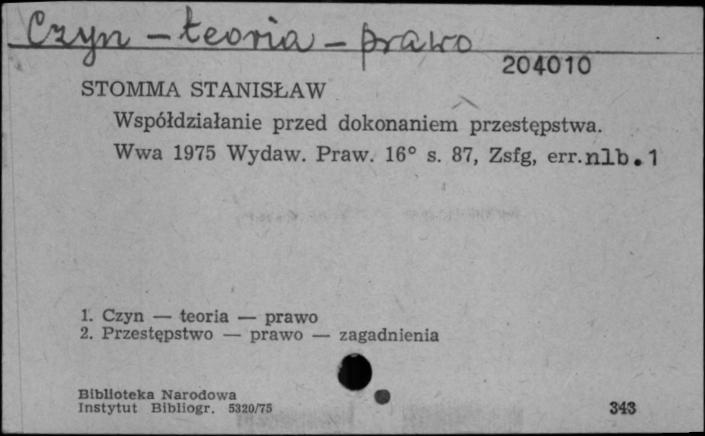 Czyn – teoria – prawo
204010
STOMMA STANISŁAW
Współdziałanie przed dokonaniem przestępstwa.
Wwa 1975 Wydaw. Praw. 16° s. 87, Zsfg, err.nlb.1
1. Czyn — teoria — prawo
2. Przestępstwo — prawo — zagadnienia
Biblioteka Narodowa
Instytut Bibliogr. 5320/75
343